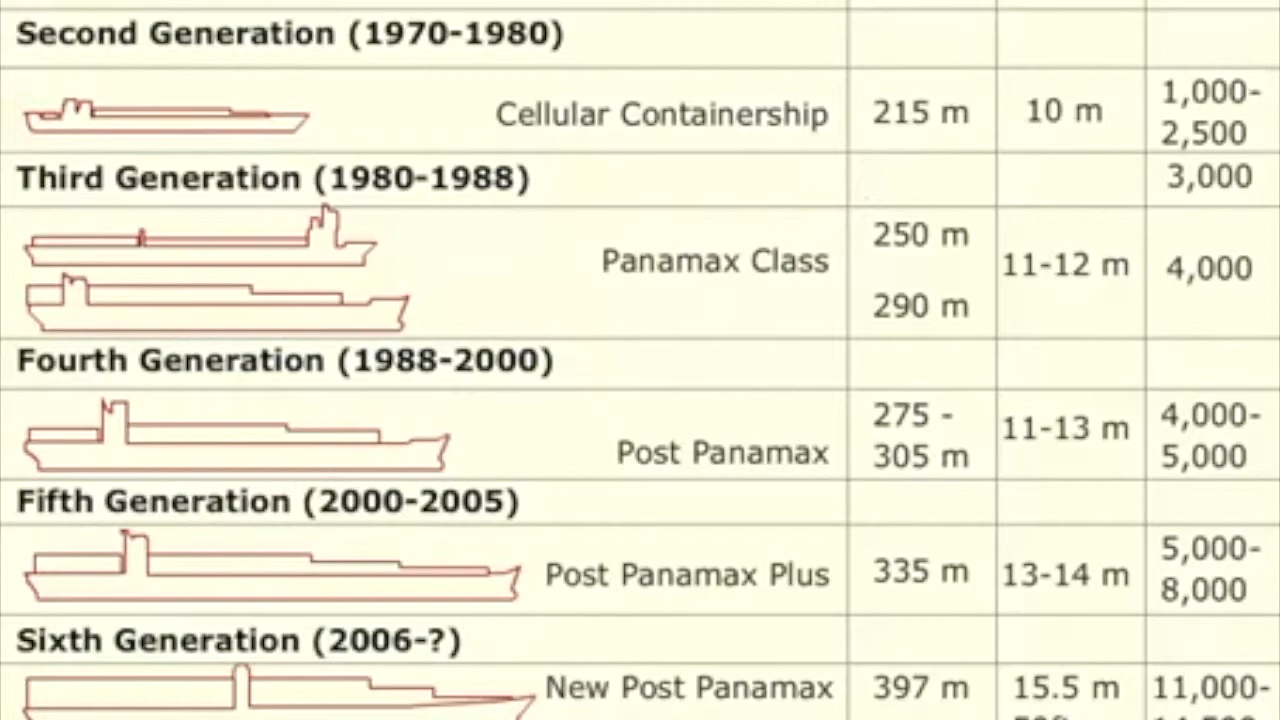 Second Generation (1970-1980)
Cellular Containership 215 m 10 m 1,000-
2,500
Third Generation (1980-1988) 3,000
Panamax Class 250 m 11-12 m 4,000
290 m
Fourth Generation (1988-2000)
Post Panamax 275 - 11-13 m 4,000-
305 m 5,000
Fifth Generation (2000-2005)
Post Panamax Plus 335 m 13-14 m 5,000-
8,000
Sixth Generation (2006-?)
New Post Panamax 397 m 15.5 m 11,000-